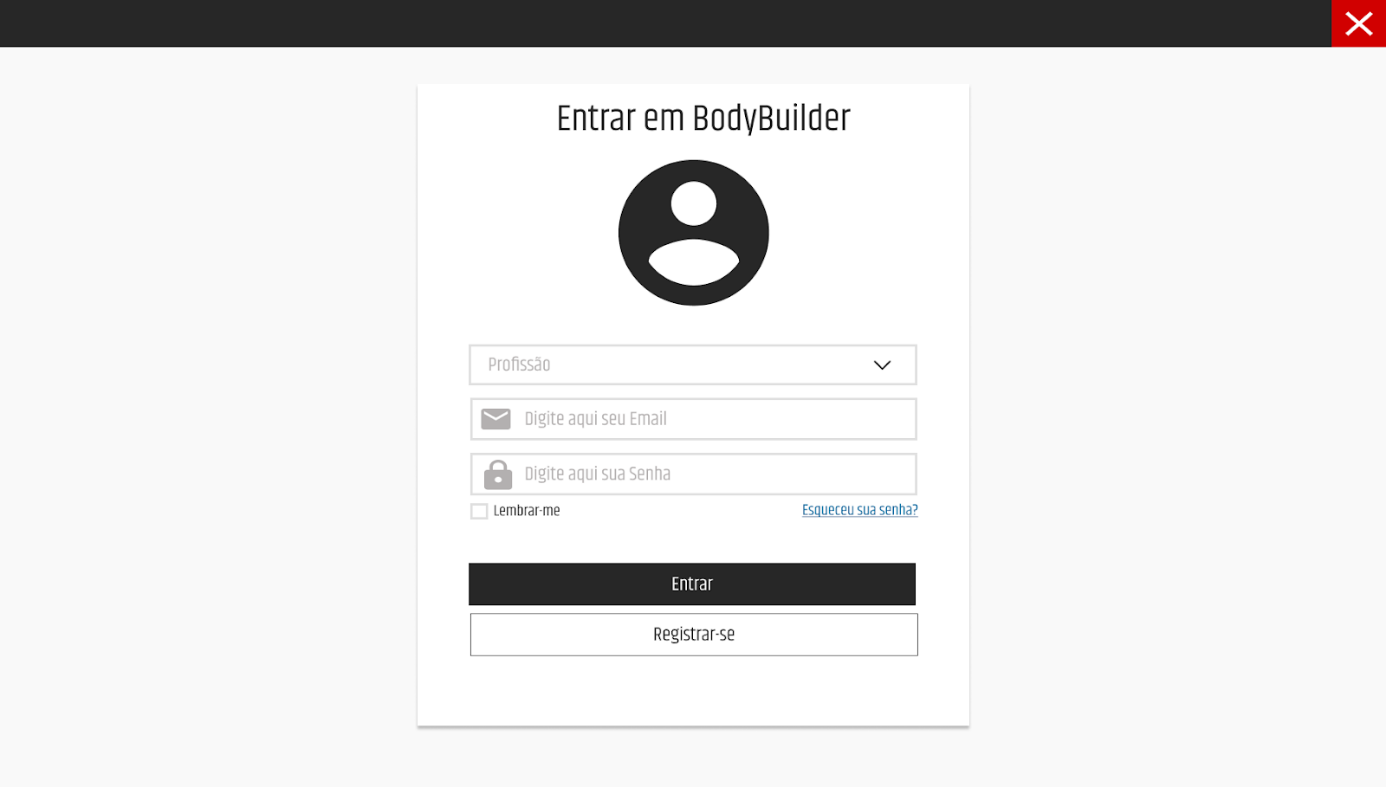 Entrar em BodyBuilder
Profissão
Digite aqui seu Email
Digite aqui sua Senha
Lembrar-me
Esqueceu sua senha?
Entrar
Registrar-se